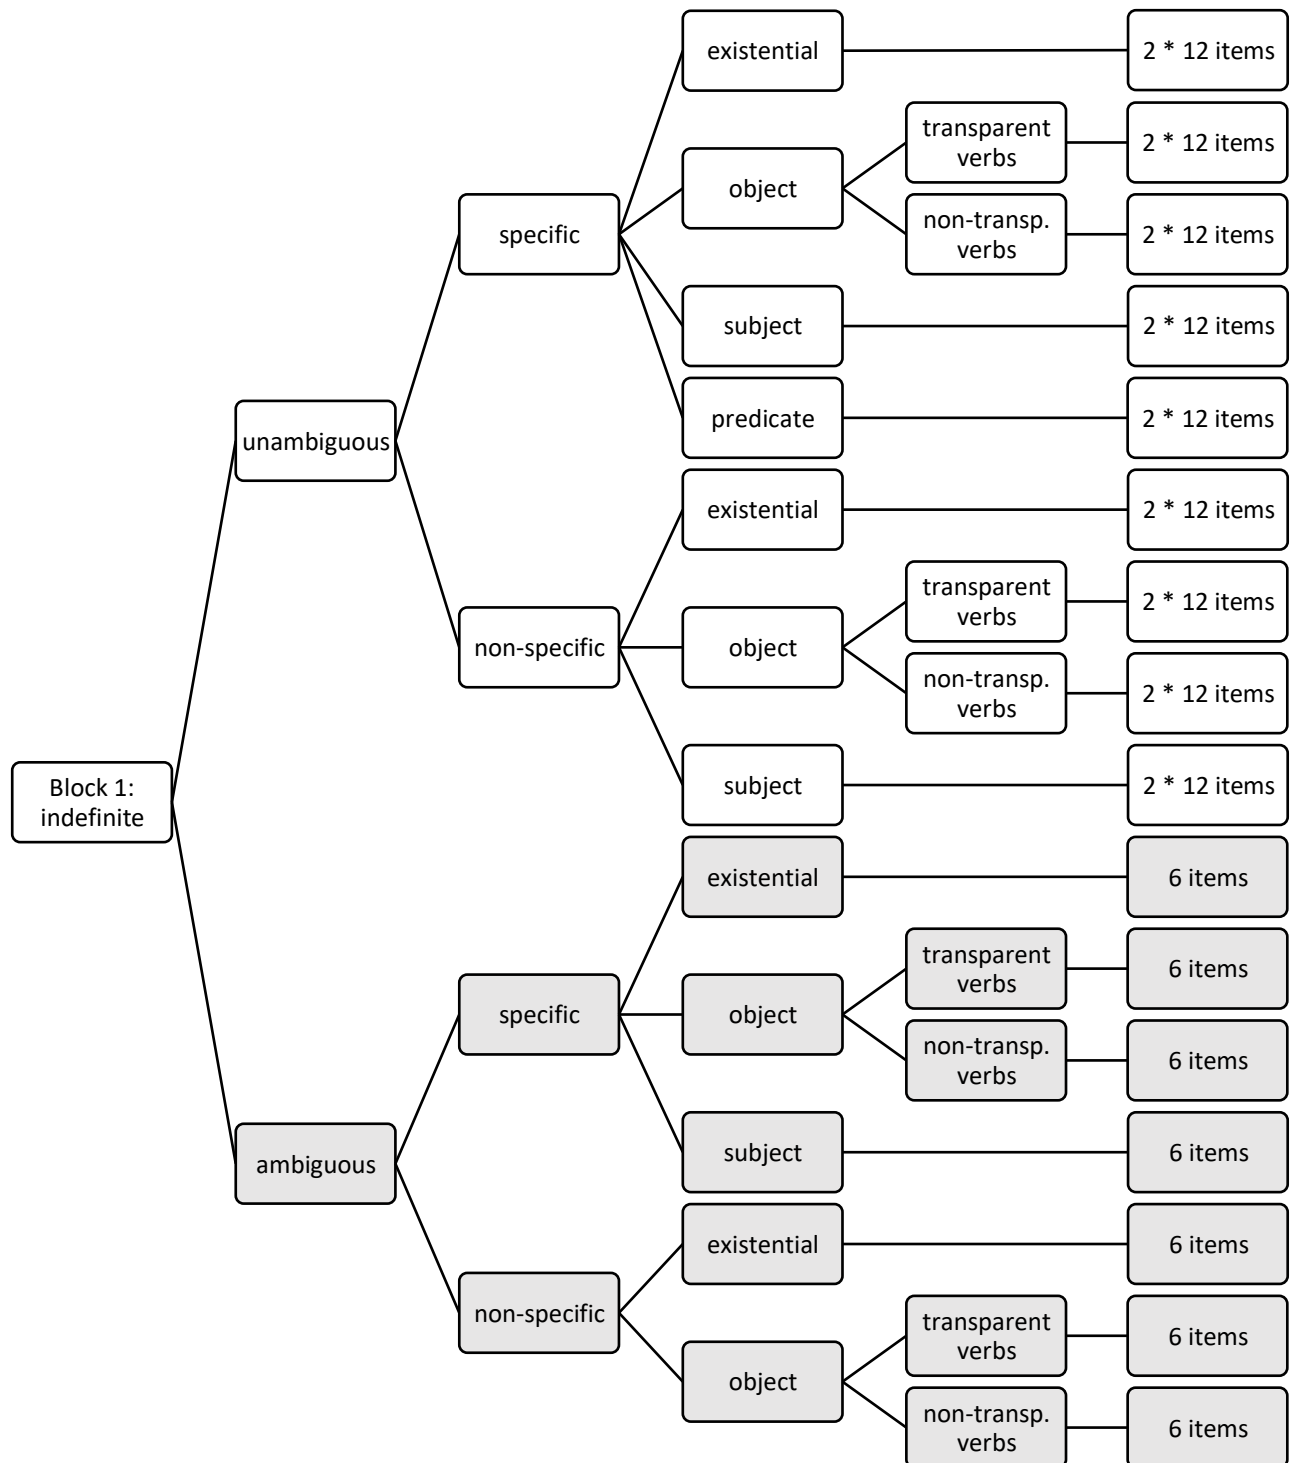 existential
2 * 12 items
transparent
verbs
2 * 12 items
object
non-transp.
verbs
2 * 12 items
specific
subject
2 * 12 items
predicate
2 * 12 items
unambiguous
existential
2 * 12 items
transparent
verbs
2 * 12 items
non-specific
object
non-transp.
verbs
2 * 12 items
subject
2 * 12 items
Block 1:
indefinite
existential
6 items
transparent
verbs
6 items
specific
object
non-transp.
verbs
6 items
subject
6 items
ambiguous
existential
6 items
non-specific
transparent
verbs
6 items
object
non-transp.
verbs
6 items